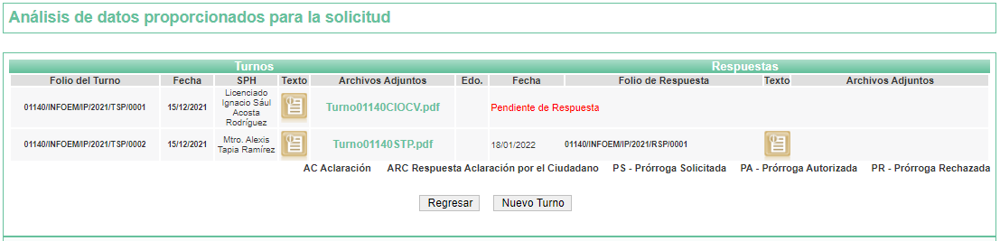 Análisis de datos proporcionados para la solicitud
Turnos Respuestas
Folio del Turno Fecha SPH Texto Archivos Adjuntos Edo. Fecha Folio de Respuesta Texto Archivos Adjuntos
01140/INFOEM/IP/2021/TSP/0001 15/12/2021 Licenciado Ignacio Sául Acosta Rodríguez Turno01140CIOCV.pdf Pendiente de Respuesta
01140/INFOEM/IP/2021/TSP/0002 15/12/2021 Mtro. Alexis Tapia Ramírez Turno01140STP.pdf 18/01/2022 01140/INFOEM/IP/2021/RSP/0001
AC Aclaración ARC Respuesta Aclaración por el Ciudadano PS - Prórroga Solicitada PA - Prórroga Autorizada PR - Prórroga Rechazada
Regresar Nuevo Turno